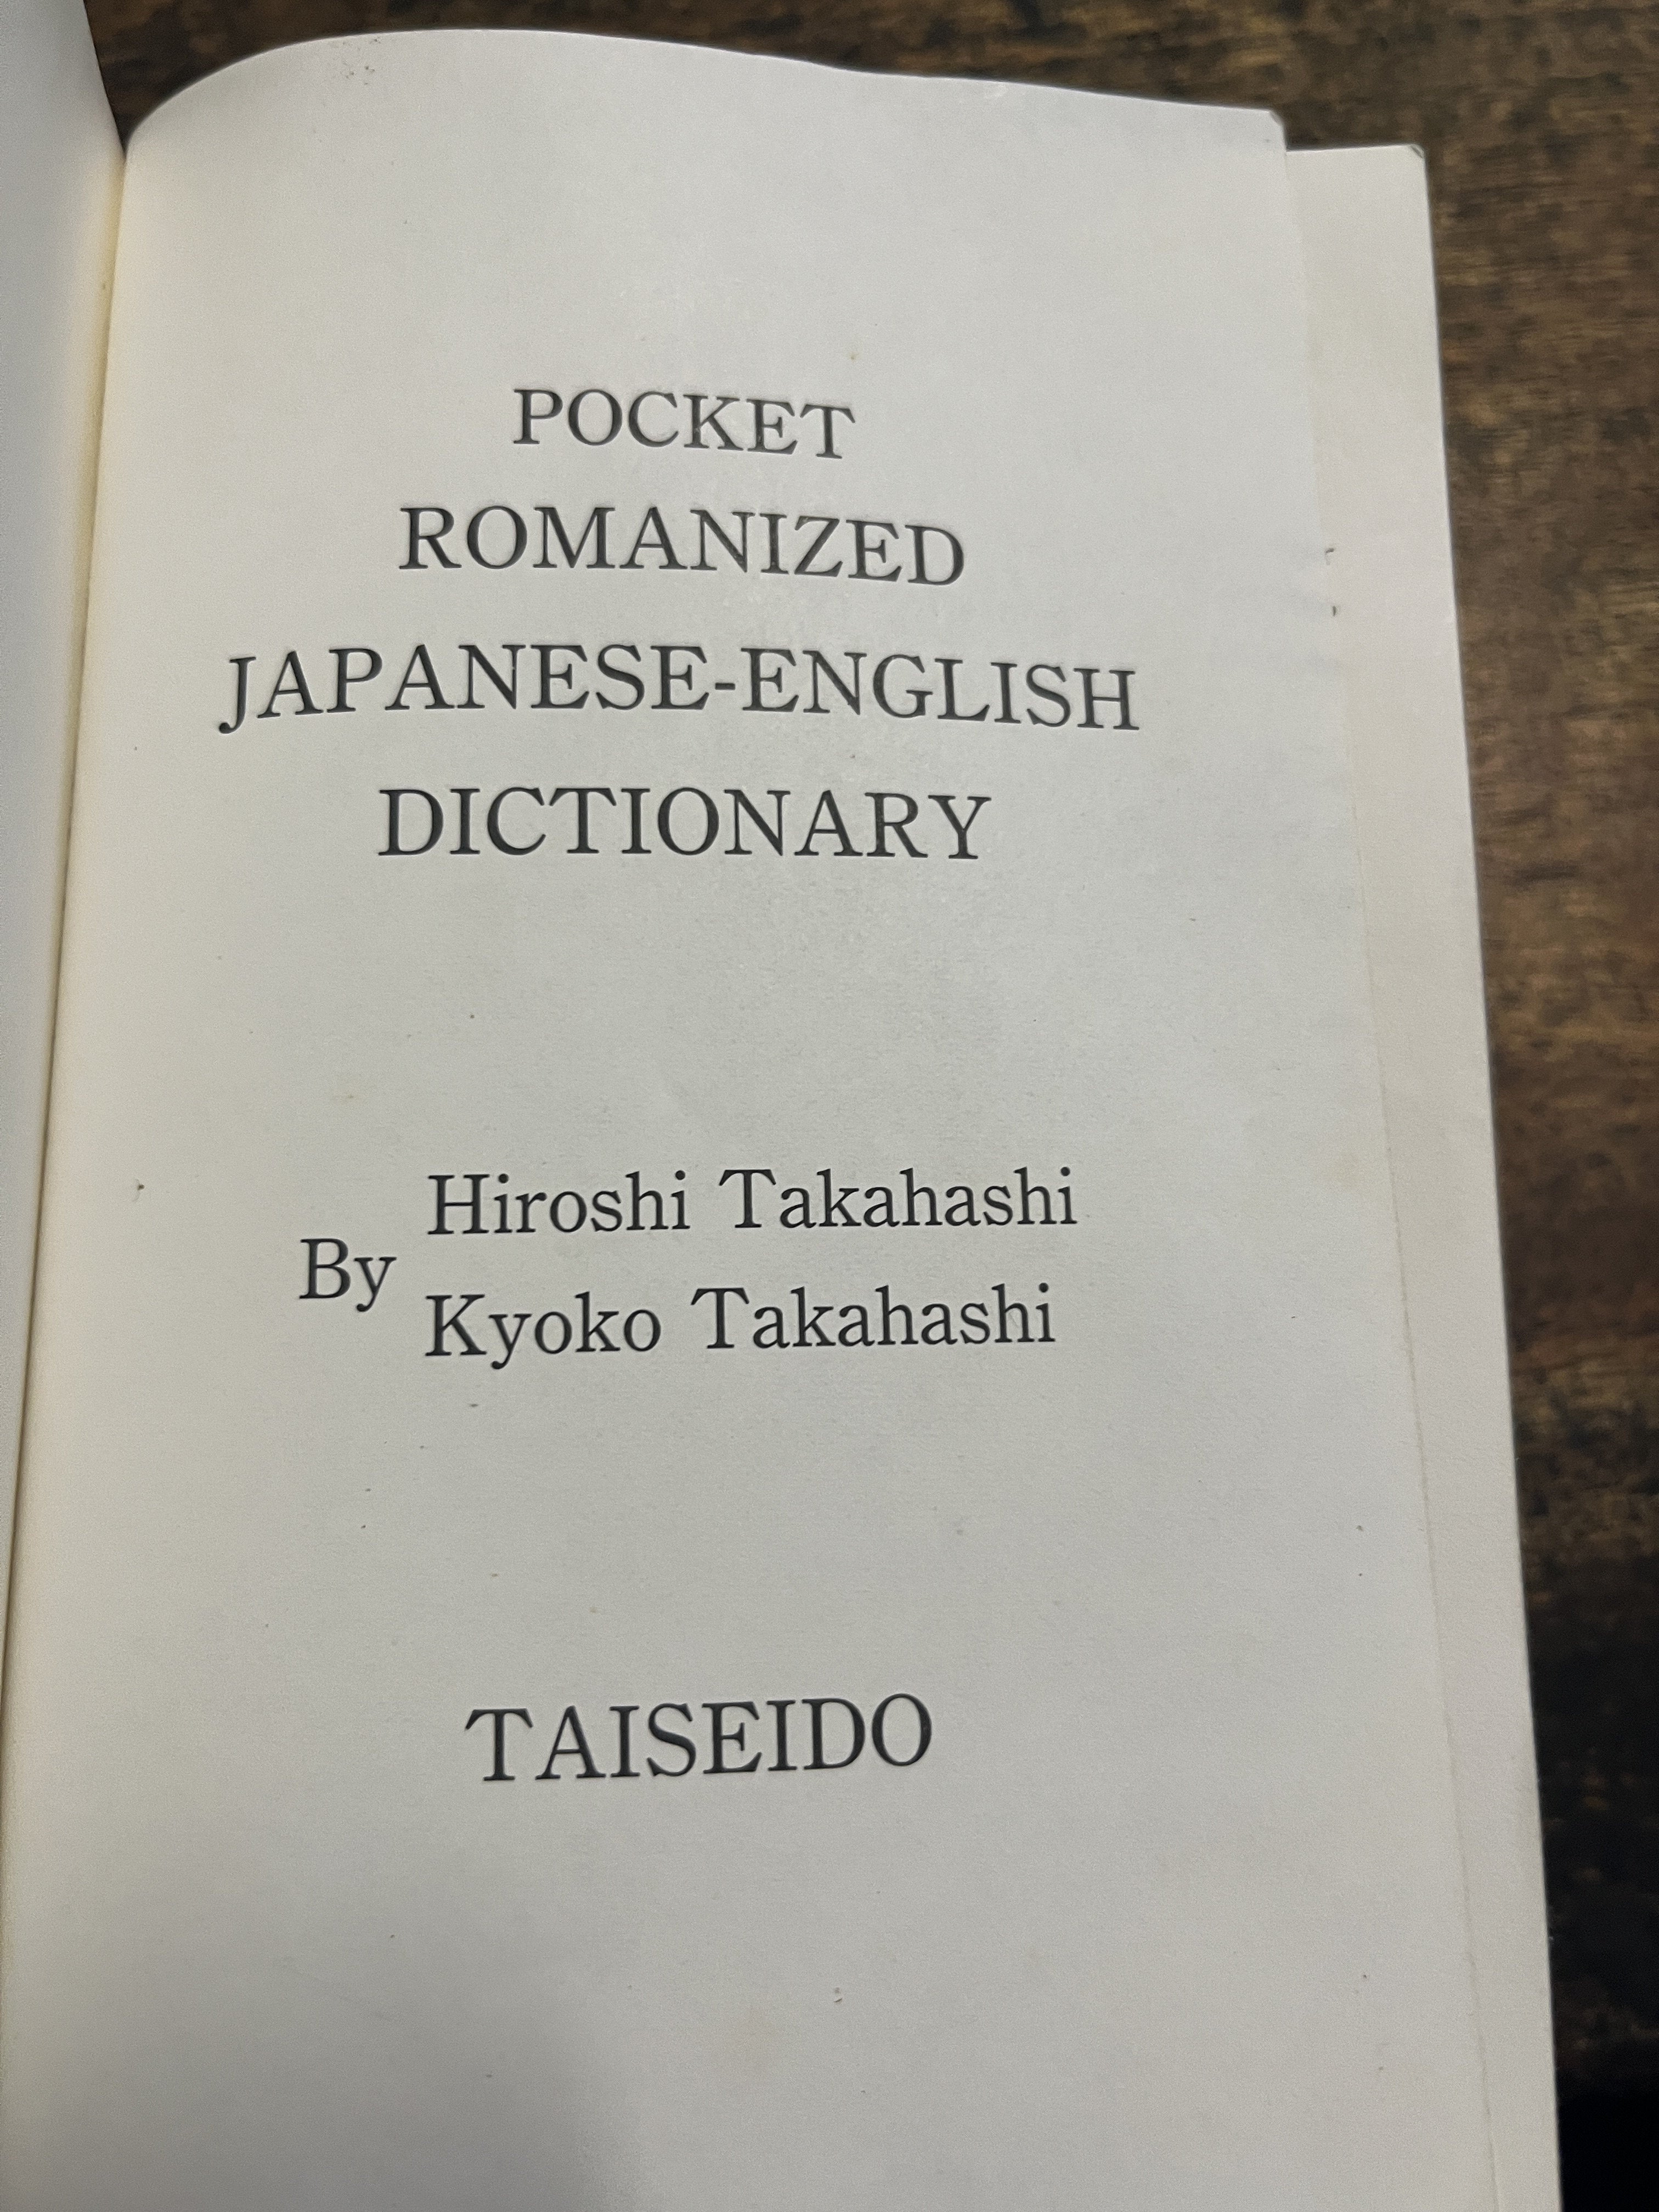 POCKET
ROMANIZED
JAPANESE-ENGLISH
DICTIONARY
By
Hiroshi Takahashi
Kyoko Takahashi
TAISEIDO